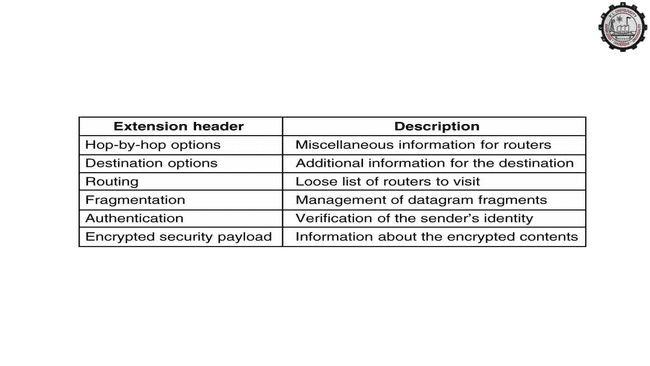 Extension header Description
Hop-by-hop options Miscellaneous information for routers
Destination options Additional information for the destination
Routing Loose list of routers to visit
Fragmentation Management of datagram fragments
Authentication Verification of the sender's identity
Encrypted security payload Information about the encrypted contents